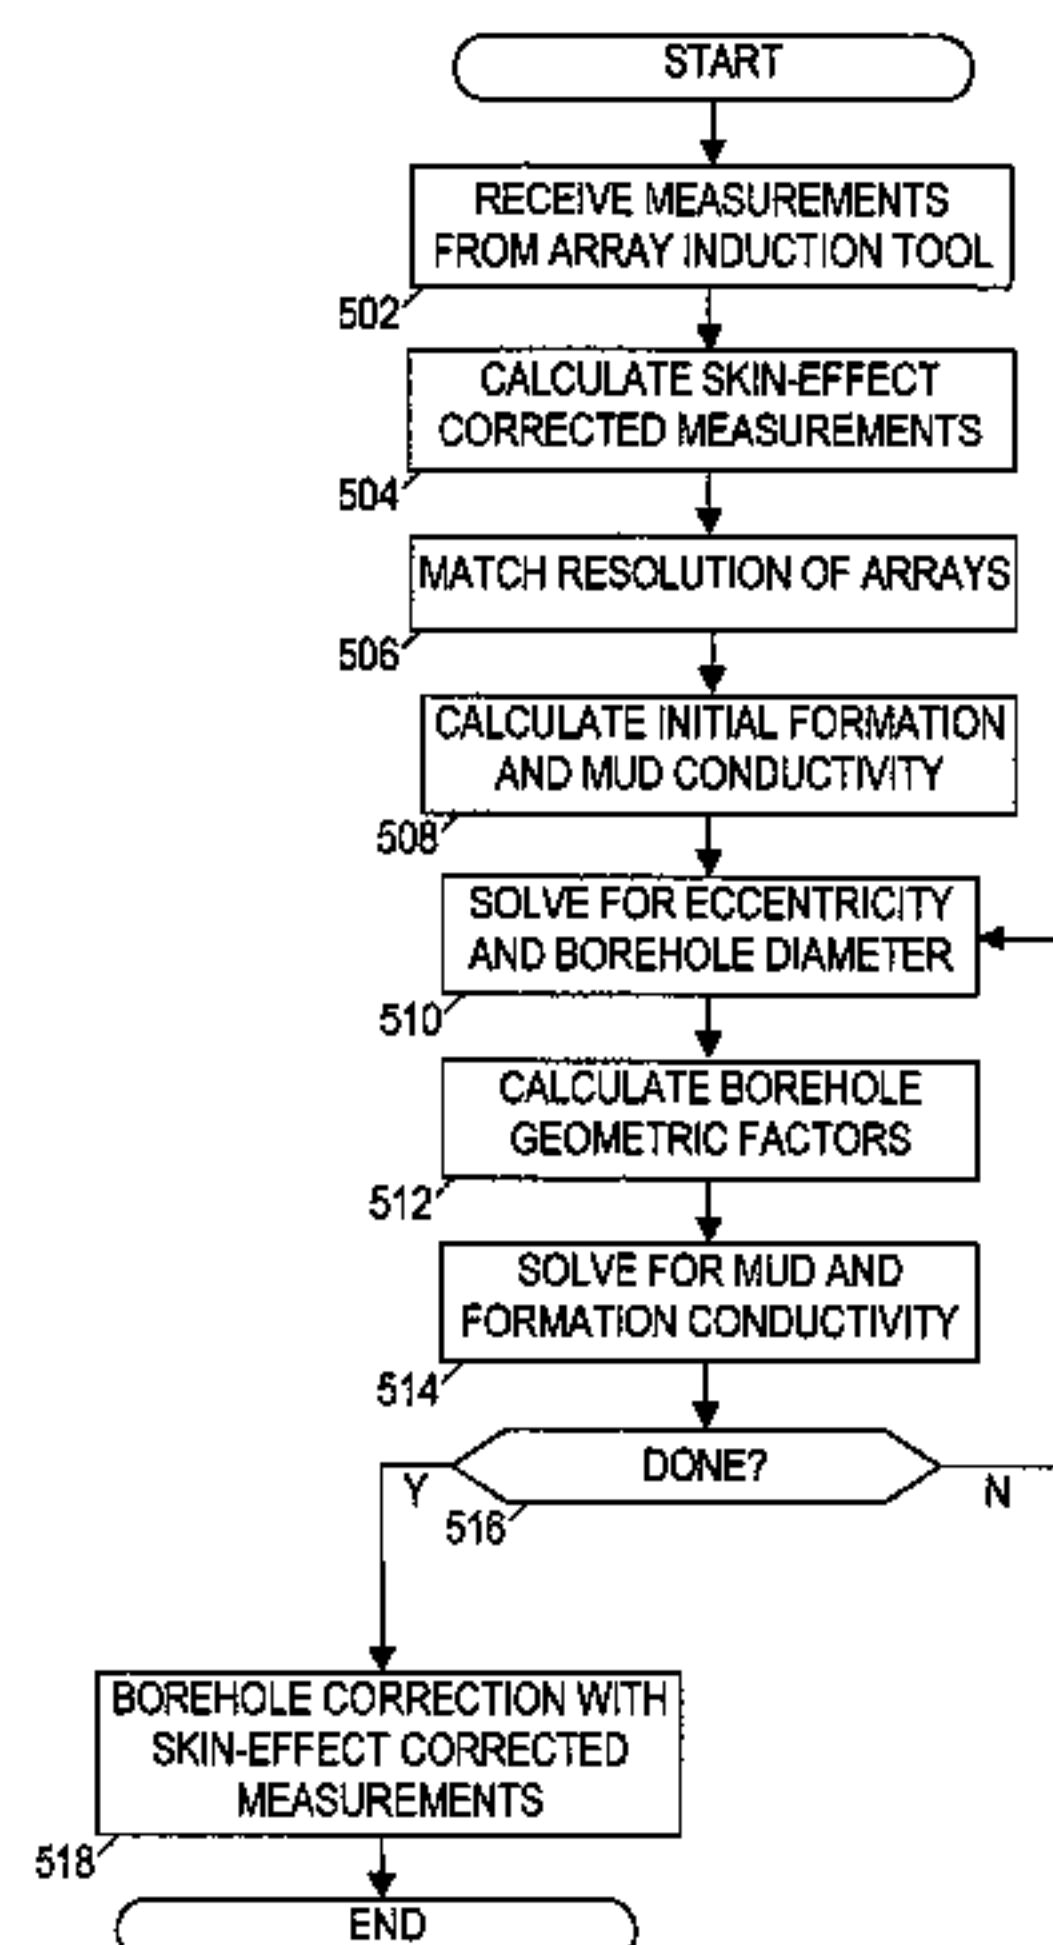 START
RECEIVE MEASUREMENTS
FROM ARRAY INDUCTION TOOL
502
CALCULATE SKIN-EFFECT
CORRECTED MEASUREMENTS
504
MATCH RESOLUTION OF ARRAYS
506
CALCULATE INITIAL FORMATION
AND MUD CONDUCTIVITY
508
SOLVE FOR ECCENTRICITY
AND BOREHOLE DIAMETER
510
CALCULATE BOREHOLE
GEOMETRIC FACTORS
512
SOLVE FOR MUD AND
FORMATION CONDUCTIVITY
514
DONE?
Y
N
516
BOREHOLE CORRECTION WITH
SKIN-EFFECT CORRECTED
MEASUREMENTS
518
END